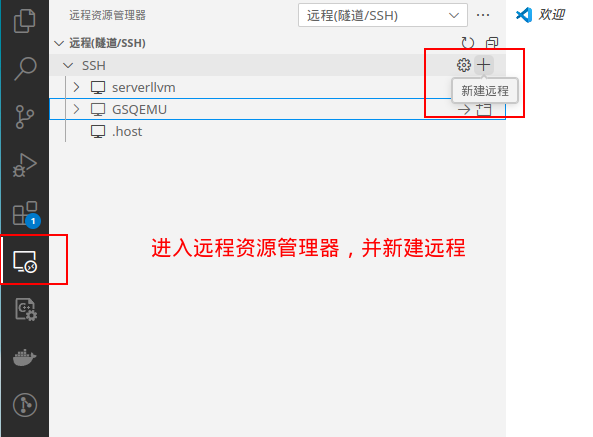 远程资源管理器
远程(隧道/SSH)
欢迎
远程(隧道/SSH)
SSH
新建远程
serverllvm
GSQEMU
.host
1
进入远程资源管理器，并新建远程